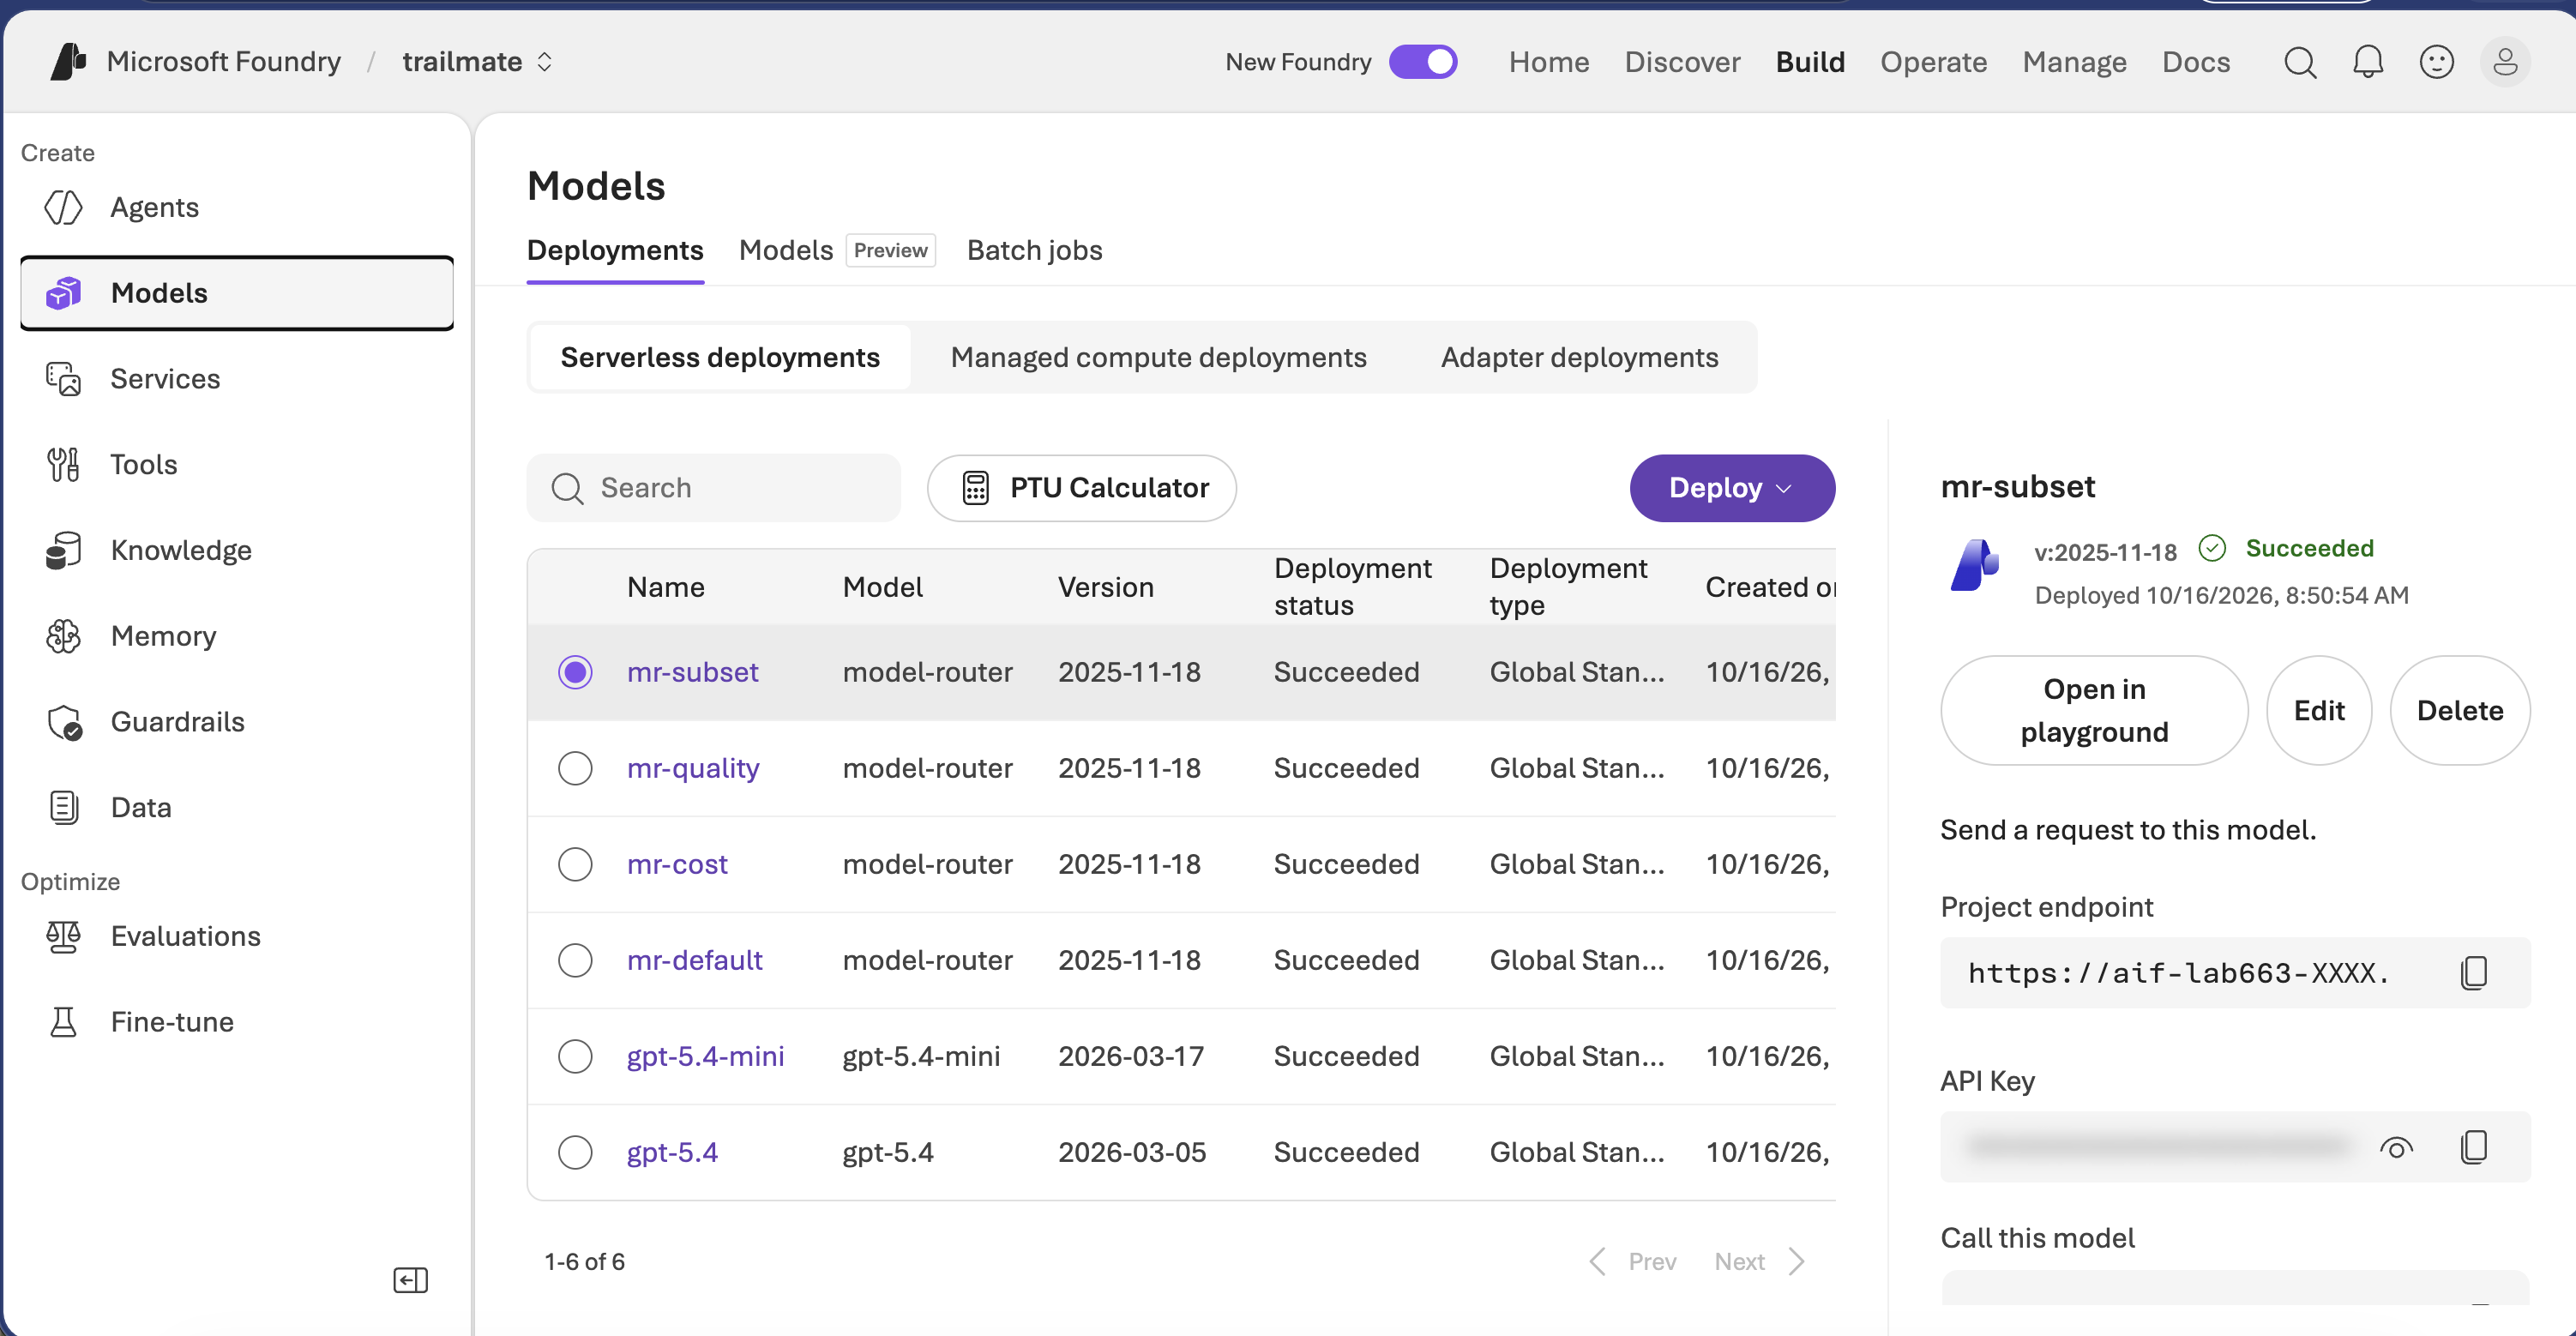 Microsoft Foundry / trailmate
New Foundry
Home Discover Build Operate Manage Docs
Create
Agents
Models
Services
Tools
Knowledge
Memory
Guardrails
Data
Optimize
Evaluations
Fine-tune
Models
Deployments Models Preview Batch jobs
Serverless deployments Managed compute deployments Adapter deployments
Search PTU Calculator Deploy
Name Model Version Deployment status Deployment type Created
mr-subset model-router 2025-11-18 Succeeded Global Stan... 10/16/26,
mr-quality model-router 2025-11-18 Succeeded Global Stan... 10/16/26,
mr-cost model-router 2025-11-18 Succeeded Global Stan... 10/16/26,
mr-default model-router 2025-11-18 Succeeded Global Stan... 10/16/26,
gpt-5.4-mini gpt-5.4-mini 2026-03-17 Succeeded Global Stan... 10/16/26,
gpt-5.4 gpt-5.4 2026-03-05 Succeeded Global Stan... 10/16/26,
1-6 of 6
Prev Next
mr-subset
v:2025-11-18 Succeeded
Deployed 10/16/2026, 8:50:54 AM
Open in
playground
Edit
Delete
Send a request to this model.
Project endpoint
https://aif-lab663-XXXX.
API Key
Call this model